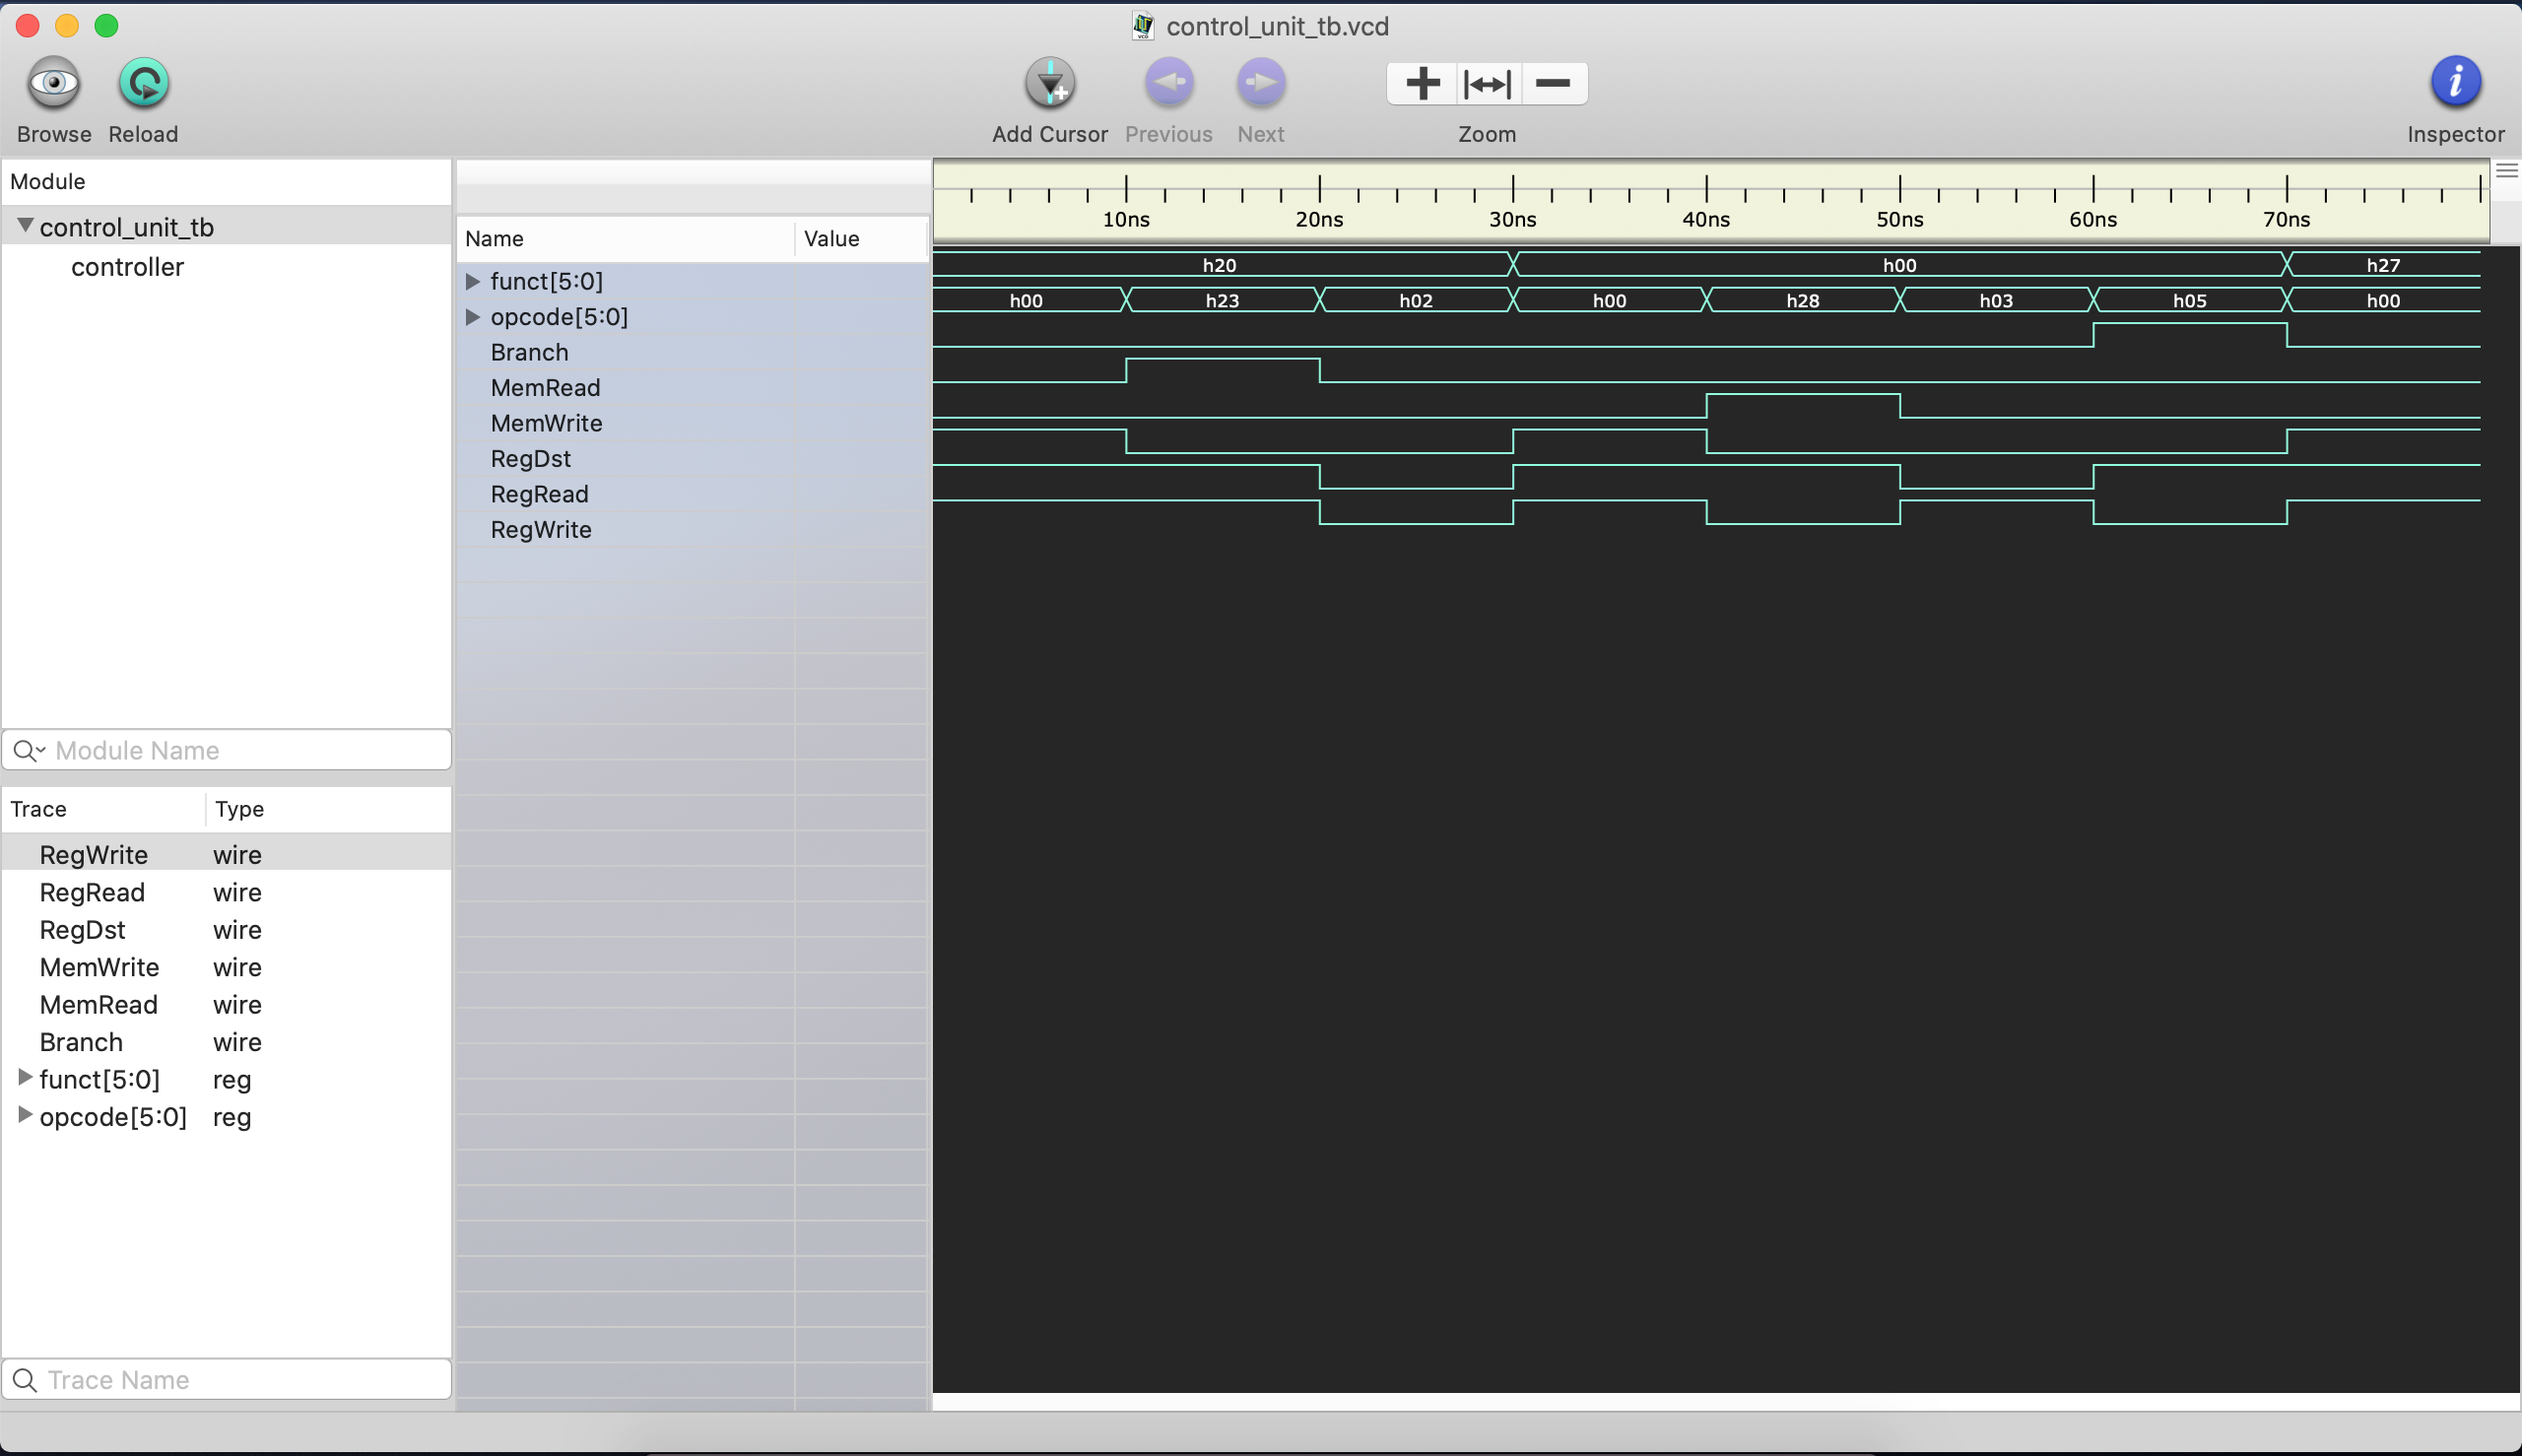 control_unit_tb.vcd
Browse Reload Add Cursor Previous Next Zoom Inspector
Module
control_unit_tb
controller
Module Name
Trace Type
RegWrite wire
RegRead wire
RegDst wire
MemWrite wire
MemRead wire
Branch wire
funct[5:0] reg
opcode[5:0] reg
Trace Name
Name Value
funct[5:0]
opcode[5:0]
Branch
MemRead
MemWrite
RegDst
RegRead
RegWrite
10ns 20ns 30ns 40ns 50ns 60ns 70ns
h20 h00 h27
h00 h23 h02 h00 h28 h03 h05 h00